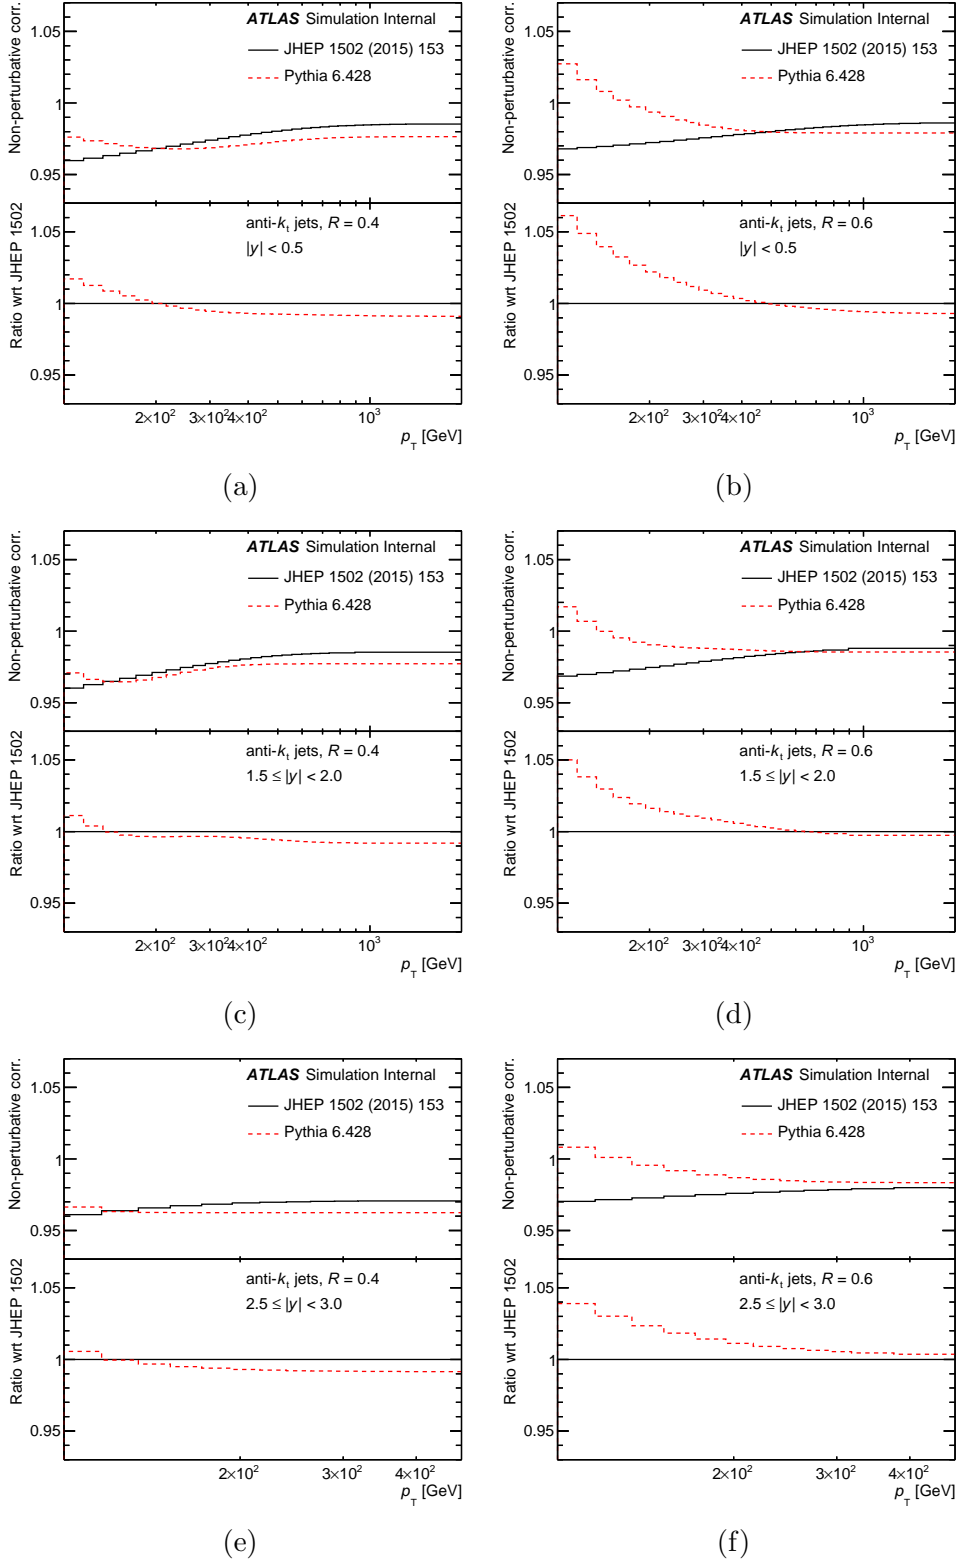 Non-perturbative corr.
1.05
1
0.95
ATLAS Simulation Internal
JHEP 1502 (2015) 153
Pythia 6.428
Ratio wrt JHEP 1502
1.05
1
0.95
anti-kt jets, R = 0.4
|y| < 0.5
2×10² 3×10² 4×10² 10³
pT [GeV]
(a)
Non-perturbative corr.
1.05
1
0.95
ATLAS Simulation Internal
JHEP 1502 (2015) 153
Pythia 6.428
Ratio wrt JHEP 1502
1.05
1
0.95
anti-kt jets, R = 0.6
|y| < 0.5
2×10² 3×10² 4×10² 10³
pT [GeV]
(b)
Non-perturbative corr.
1.05
1
0.95
ATLAS Simulation Internal
JHEP 1502 (2015) 153
Pythia 6.428
Ratio wrt JHEP 1502
1.05
1
0.95
anti-kt jets, R = 0.4
1.5 ≤ |y| < 2.0
2×10² 3×10² 4×10² 10³
pT [GeV]
(c)
Non-perturbative corr.
1.05
1
0.95
ATLAS Simulation Internal
JHEP 1502 (2015) 153
Pythia 6.428
Ratio wrt JHEP 1502
1.05
1
0.95
anti-kt jets, R = 0.6
1.5 ≤ |y| < 2.0
2×10² 3×10² 4×10² 10³
pT [GeV]
(d)
Non-perturbative corr.
1.05
1
0.95
ATLAS Simulation Internal
JHEP 1502 (2015) 153
Pythia 6.428
Ratio wrt JHEP 1502
1.05
1
0.95
anti-kt jets, R = 0.4
2.5 ≤ |y| < 3.0
2×10² 3×10² 4×10²
pT [GeV]
(e)
Non-perturbative corr.
1.05
1
0.95
ATLAS Simulation Internal
JHEP 1502 (2015) 153
Pythia 6.428
Ratio wrt JHEP 1502
1.05
1
0.95
anti-kt jets, R = 0.6
2.5 ≤ |y| < 3.0
2×10² 3×10² 4×10²
pT [GeV]
(f)